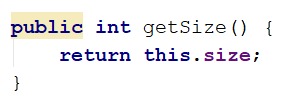 public int getSize() {
    return this.size;
}